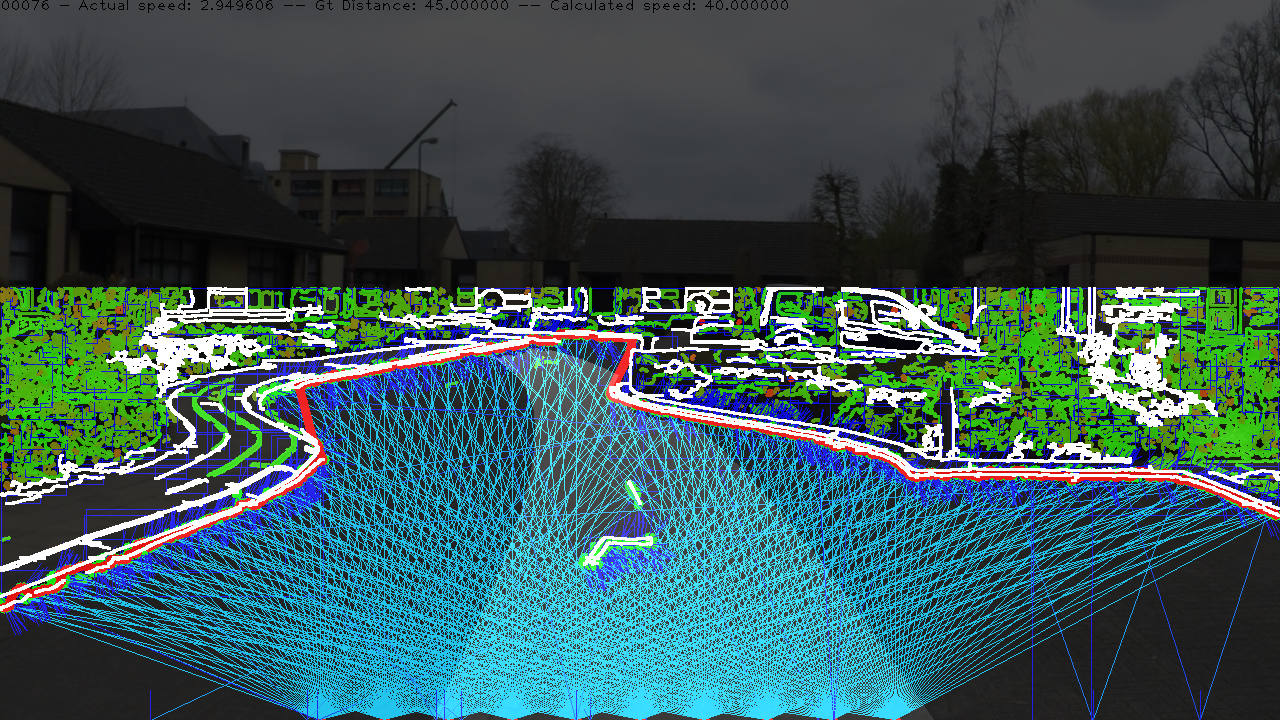 00076 - Actual speed: 2.949606 -- Gt Distance: 45.000000 -- Calculated speed: 40.000000